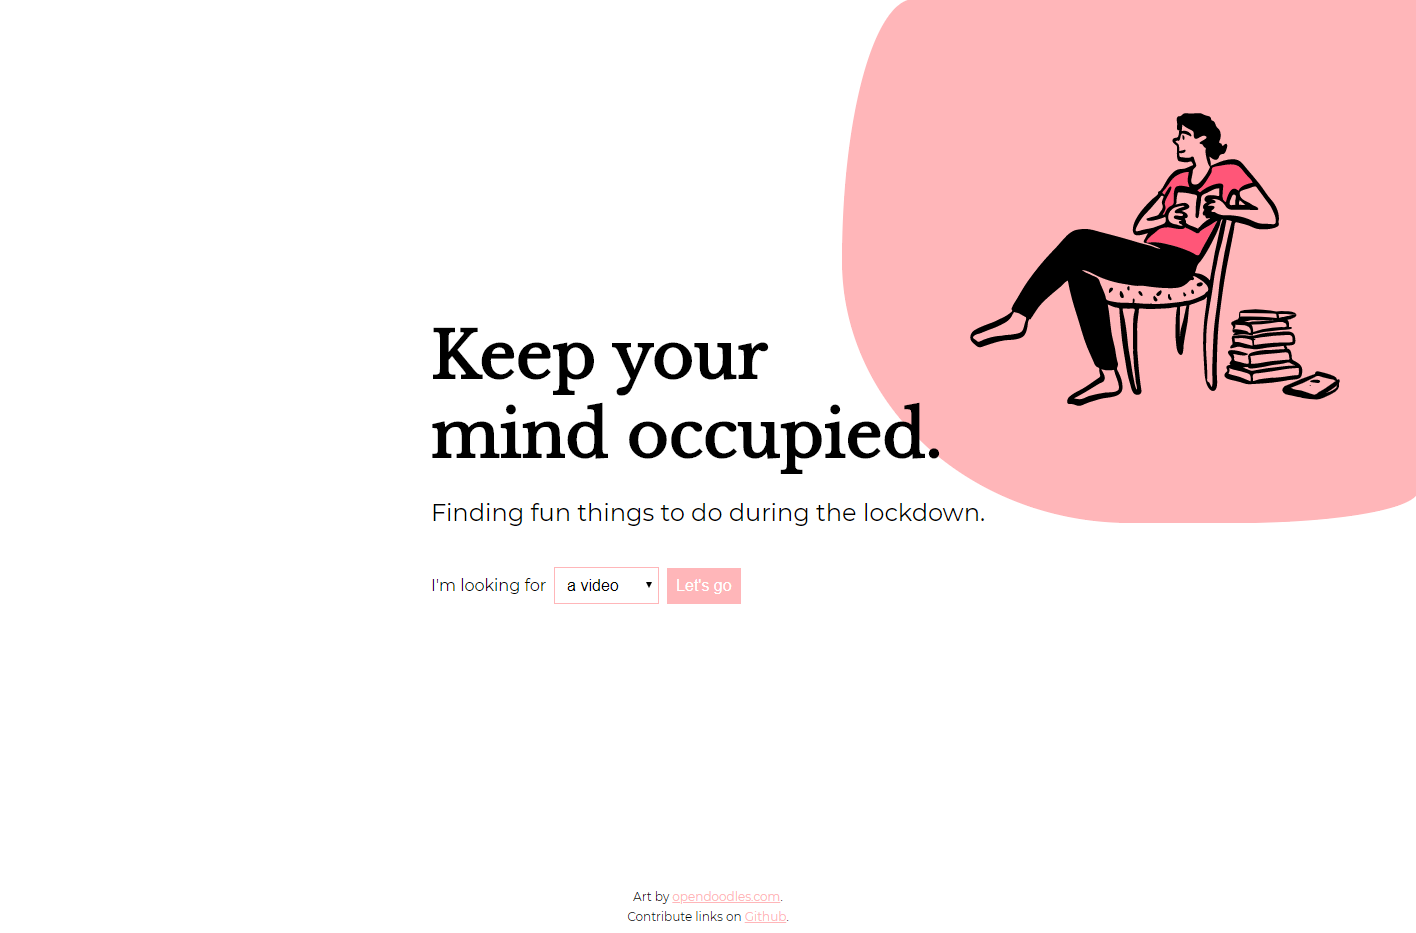 Keep your
mind occupied.
Finding fun things to do during the lockdown.
I'm looking for a video Let's go
Art by opendoodles.com.
Contribute links on Github.